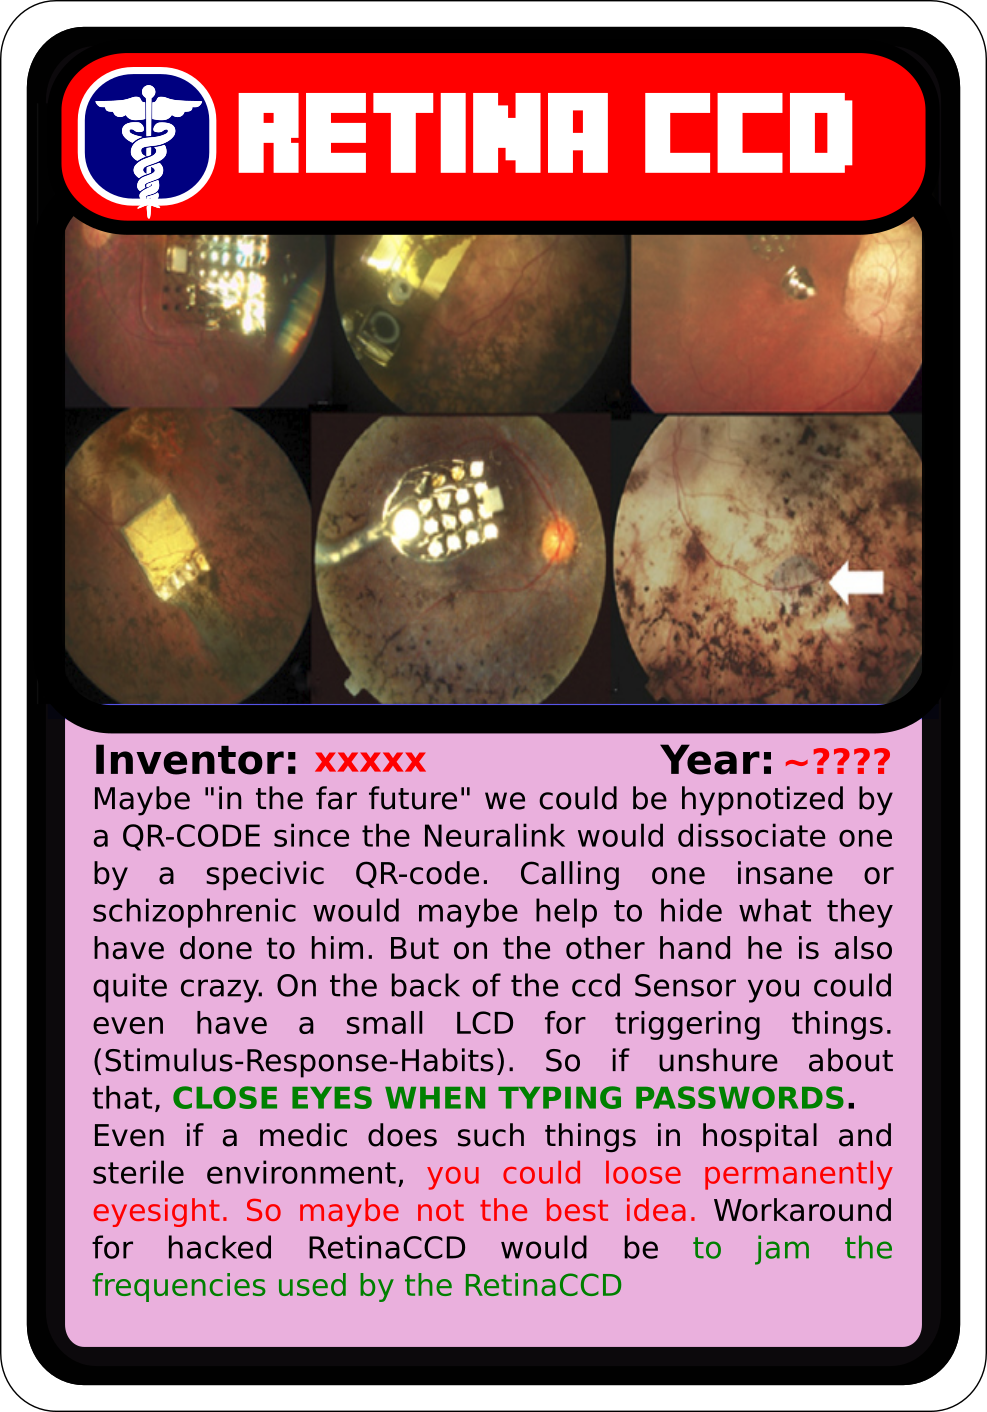 RETINA CCD
Inventor: xxxxx Year: ~????
Maybe "in the far future" we could be hypnotized by
a QR-CODE since the Neuralink would dissociate one
by a specivic QR-code. Calling one insane or
schizophrenic would maybe help to hide what they
have done to him. But on the other hand he is also
quite crazy. On the back of the ccd Sensor you could
even have a small LCD for triggering things.
(Stimulus-Response-Habits). So if unshure about
that, CLOSE EYES WHEN TYPING PASSWORDS.
Even if a medic does such things in hospital and
sterile environment, you could loose permanently
eyesight. So maybe not the best idea. Workaround
for hacked RetinaCCD would be to jam the
frequencies used by the RetinaCCD